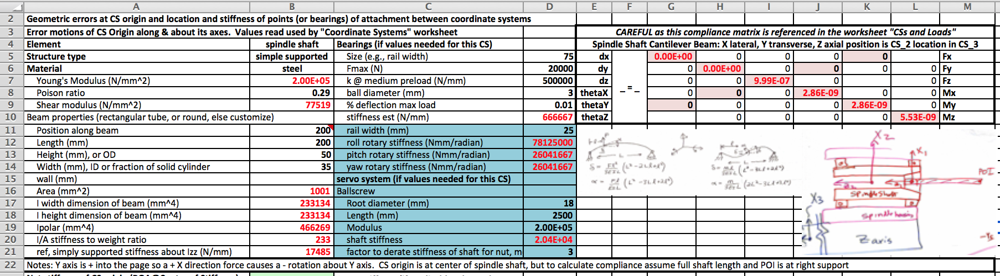 A B C D E F G H I J K L M
2 Geometric errors at CS origin and location and stiffness of points (or bearings) of attachment between coordinate systems
3 Error motions of CS Origin along & about its axes. Values read used by "Coordinate Systems" worksheet CAREFUL as this compliance matrix is referenced in the worksheet "CSs and Loads"
4 Element spindle shaft Bearings (if values needed for this CS) Spindle Shaft Cantilever Beam: X lateral, Y transverse, Z axial position is CS_2 location in CS_3
5 Structure type simple supported Size (e.g., rail width) 75 dx 0.00E+00 0 0 0 0 Fx
6 Material steel Fmax (N) 20000 dy 0 0.00E+00 0 0 0 0 Fy
7 Young's Modulus (N/mm^2) 2.00E+05 k @ medium preload (N/mm) 500000 dz 0 0 9.99E-07 0 0 0 Fz
8 Poison ratio 0.29 ball diameter (mm) 3 thetaX _=_ 0 0 0 2.86E-09 0 0 Mx
9 Shear modulus (N/mm^2) 77519 % deflection max load 0.01 thetaY 0 0 0 0 2.86E-09 0 My
10 Beam properties (rectangular tube, or round, else customize) stiffness est (N/mm) 666667 thetaZ 0 0 0 0 5.53E-09 Mz
11 Position along beam 200 rail width (mm) 25
12 Length (mm) 200 roll rotary stiffness (Nmm/radian) 78125000
13 Height (mm), or OD 50 pitch rotary stiffness (Nmm/radian) 26041667
14 Width (mm), ID or fraction of solid cylinder 35 yaw rotary stiffness (Nmm/radian) 26041667
15 wall (mm) servo system (if values needed for this CS)
16 Area (mm^2) 1001 Ballscrew
17 I width dimension of beam (mm^4) 233134 Root diameter (mm) 18
18 I height dimension of beam (mm^4) 233134 Length (mm) 2500
19 Ipolar (mm^4) 466269 Modulus 2.00E+05
20 I/A stiffness to weight ratio 233 shaft stiffness 2.04E+04
21 ref, simply supported stiffness about Izz (N/mm) 17485 factor to derate stiffness of shaft for nut, m 3
22 Notes: Y axis is + into the page so a + X direction force causes a - rotation about Y axis. CS origin is at center of spindle shaft, but to calculate compliance assume full shaft length and POI is at right support
X2
X1
POI
spindle shaft
X3
spindle housing
Z axis